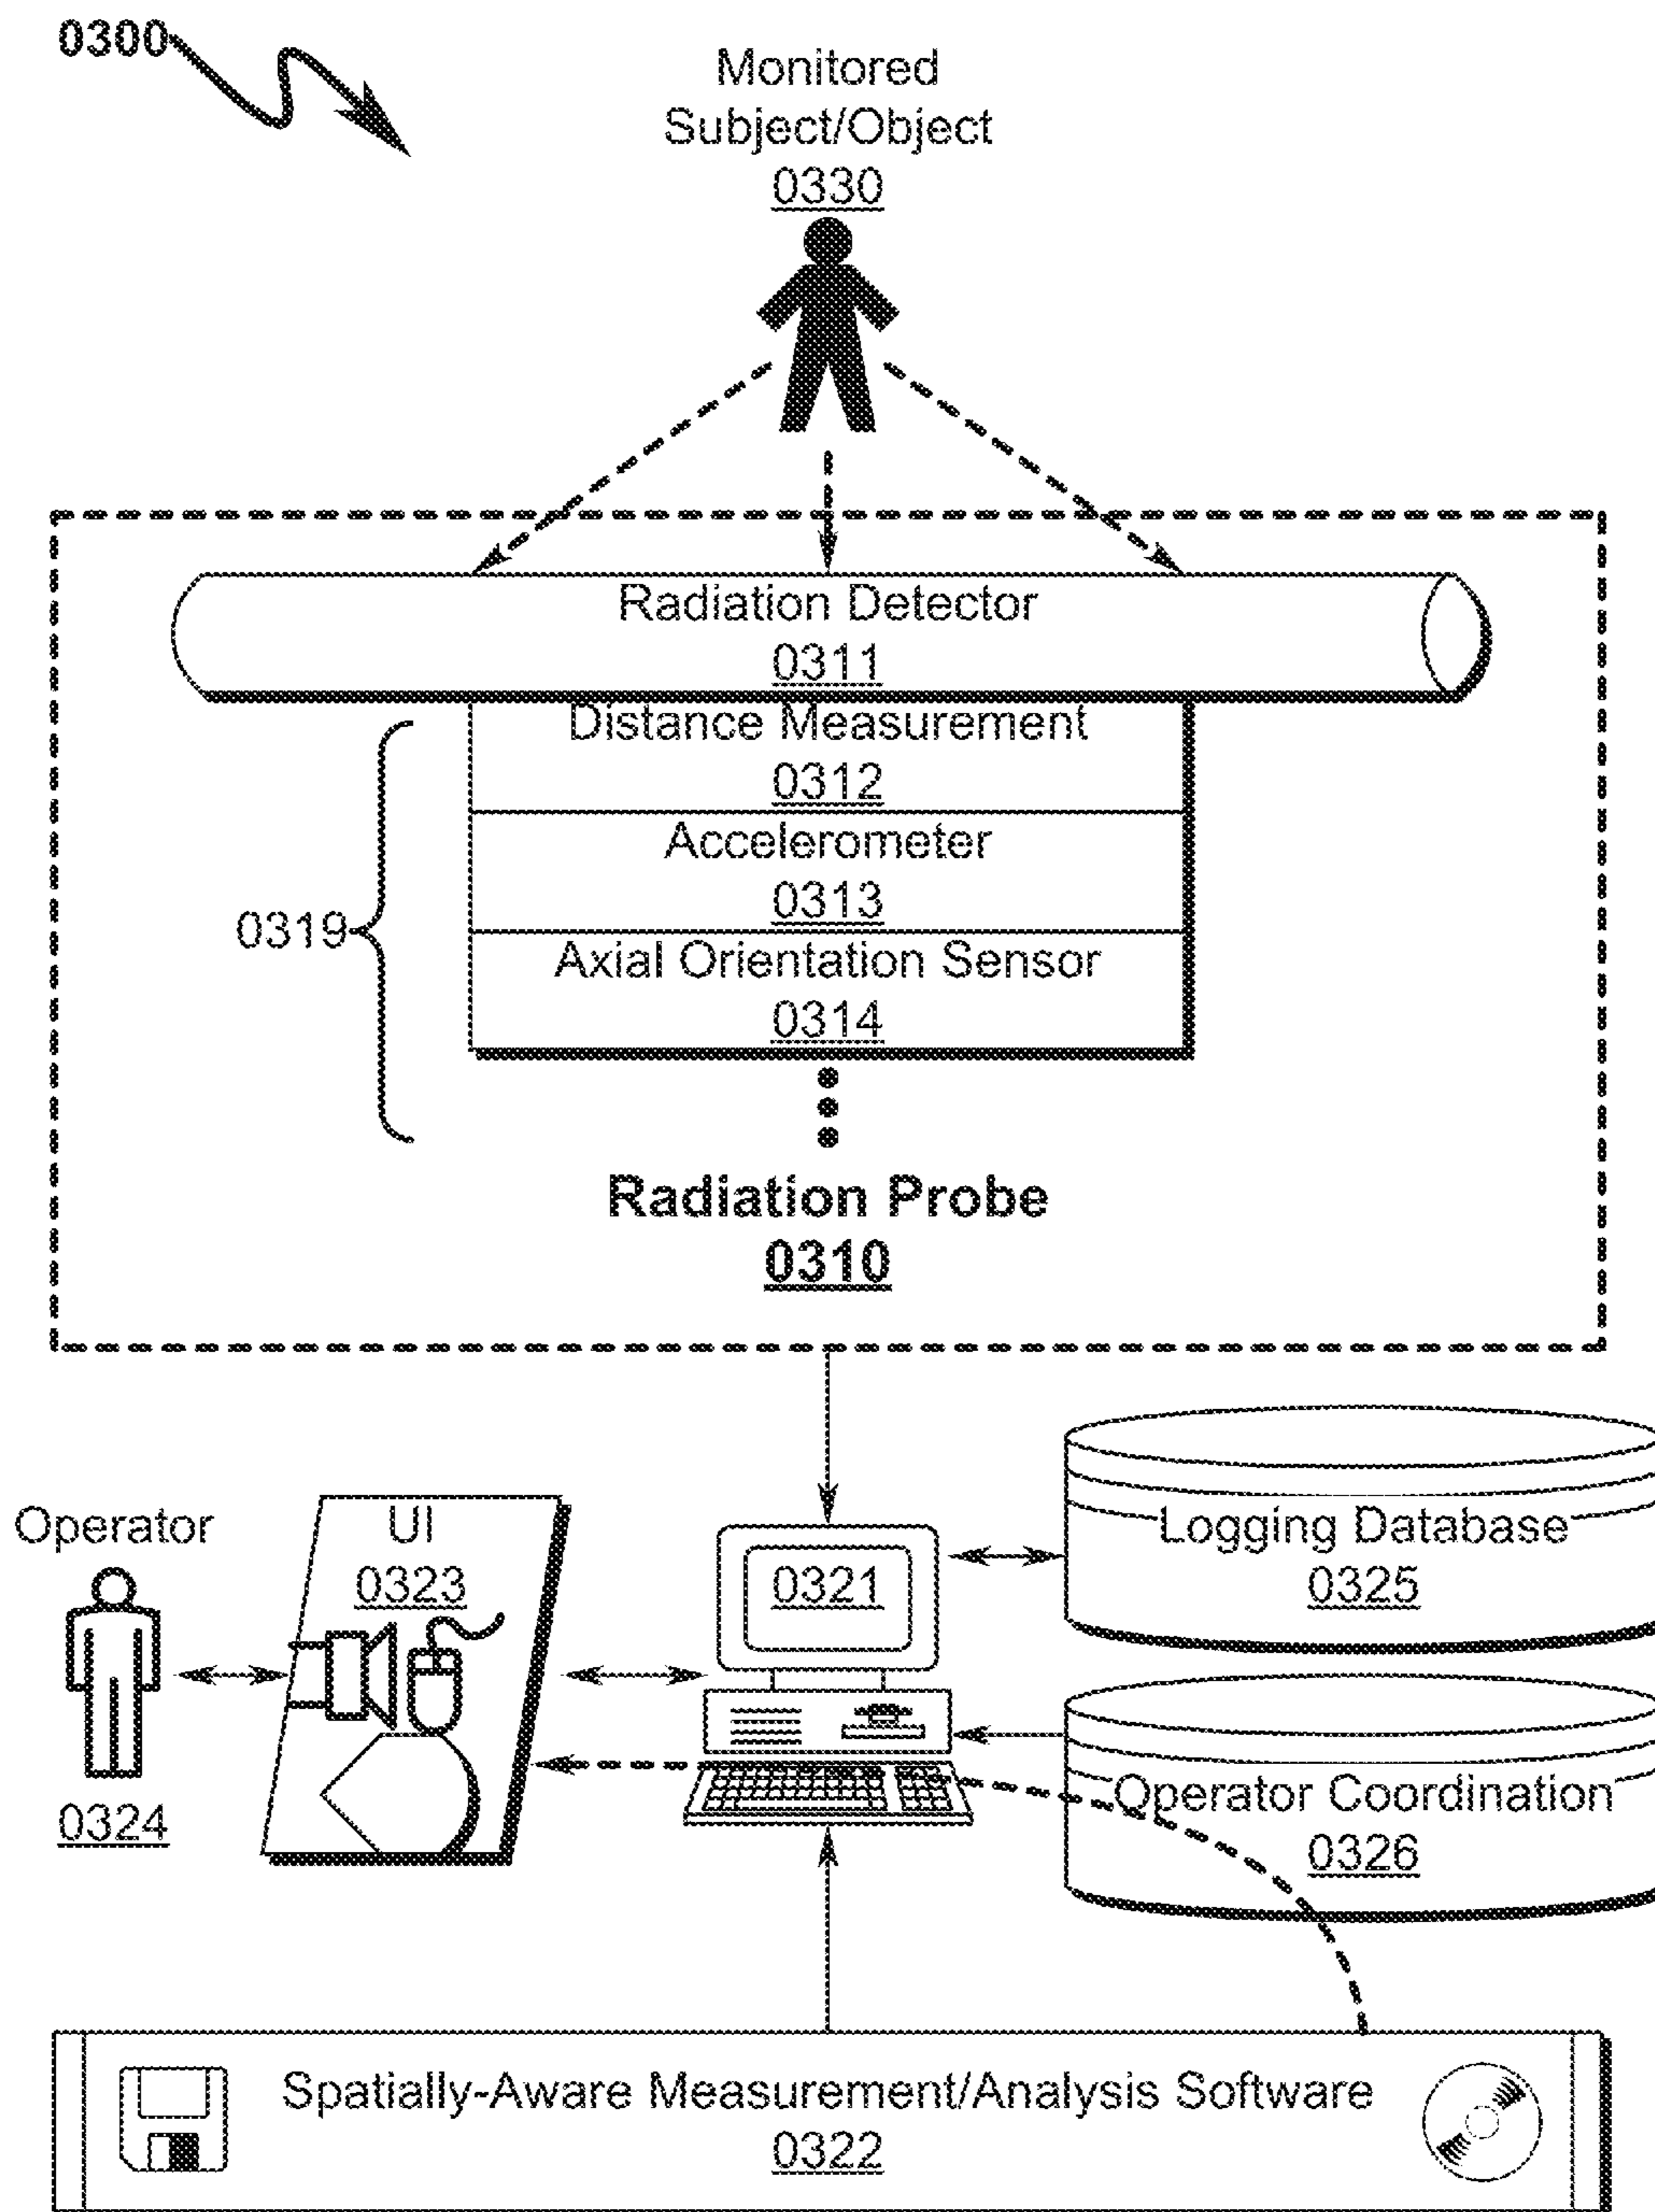 0300
Monitored
Subject/Object
0330
Radiation Detector
0311
Distance Measurement
0312
Accelerometer
0313
0319
Axial Orientation Sensor
0314
Radiation Probe
0310
Operator
UI
0323
0321
Logging Database
0325
0324
Operator Coordination
0326
Spatially-Aware Measurement/Analysis Software
0322